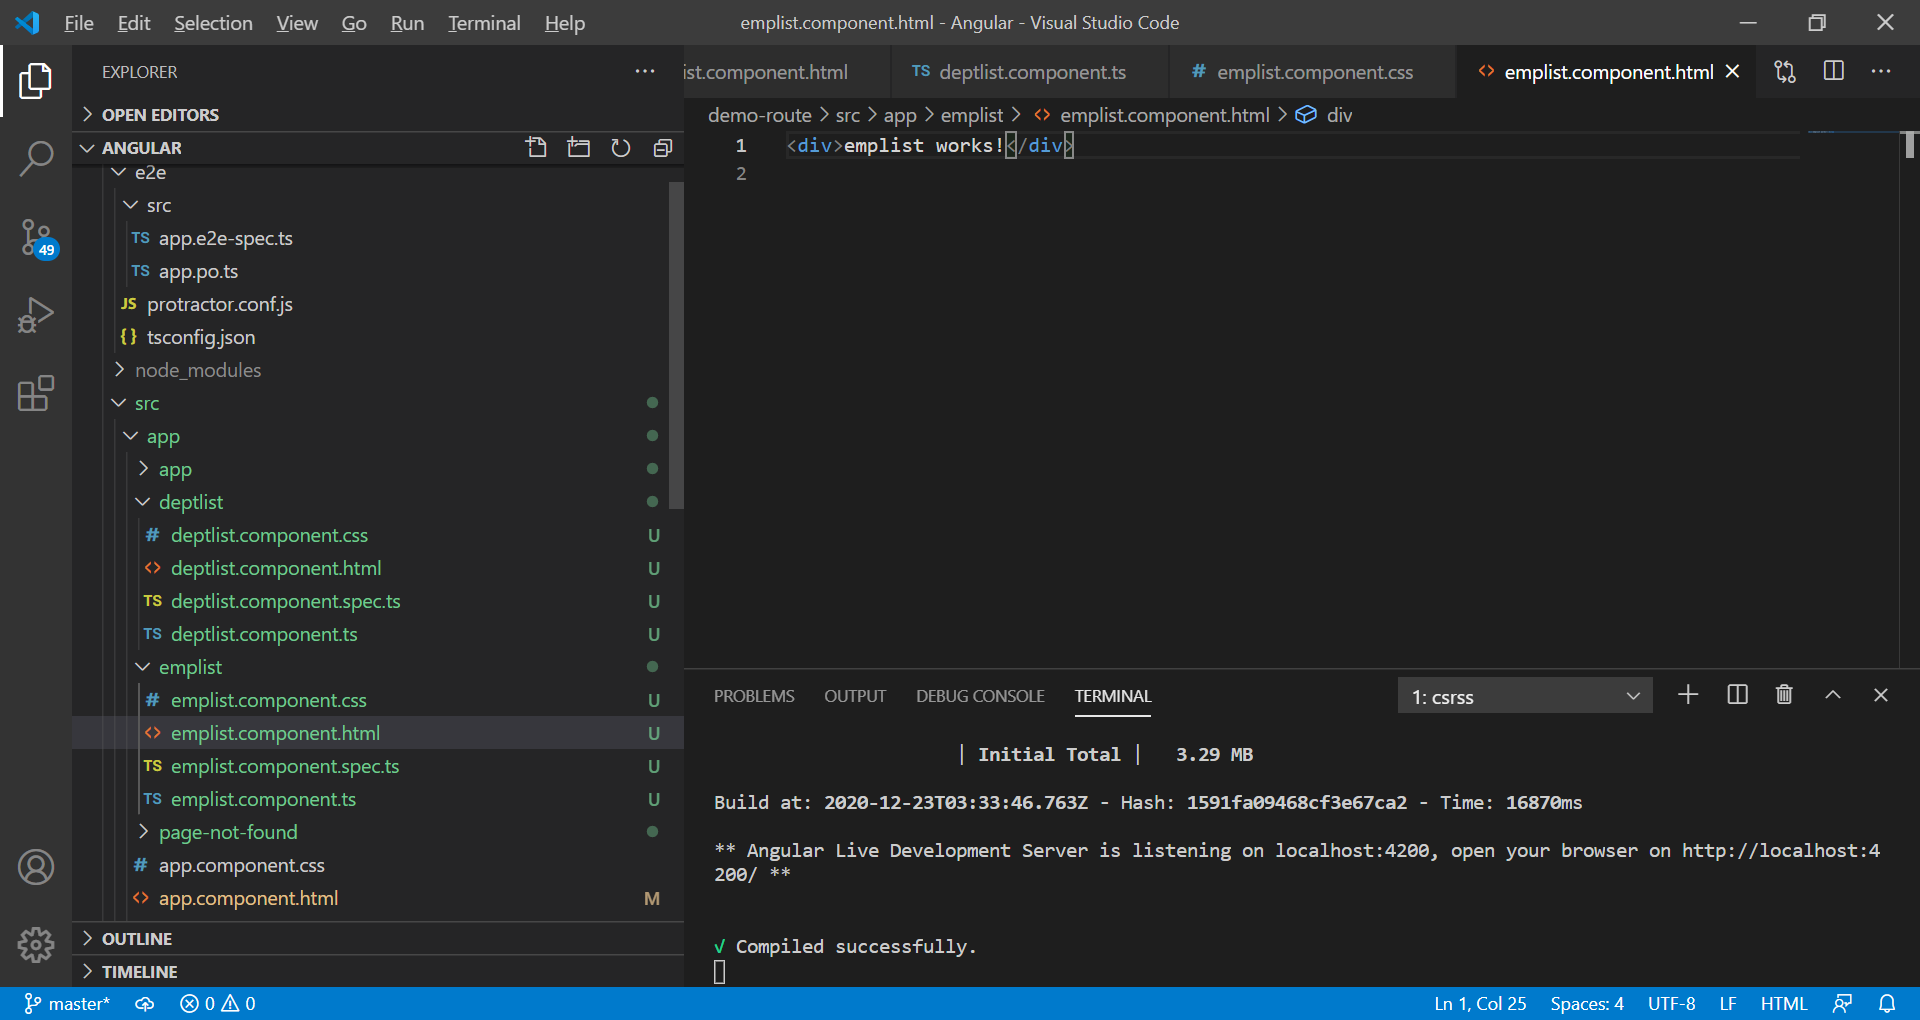 File Edit Selection View Go Run Terminal Help
emplist.component.html - Angular - Visual Studio Code
EXPLORER
OPEN EDITORS
ANGULAR
e2e
src
TS app.e2e-spec.ts
TS app.po.ts
JS protractor.conf.js
{} tsconfig.json
node_modules
src
app
app
deptlist
# deptlist.component.css U
<> deptlist.component.html U
TS deptlist.component.spec.ts U
TS deptlist.component.ts U
emplist
# emplist.component.css U
<> emplist.component.html U
TS emplist.component.spec.ts U
TS emplist.component.ts U
page-not-found
# app.component.css
<> app.component.html M
OUTLINE
TIMELINE
49
ist.component.html
TS deptlist.component.ts
# emplist.component.css
<> emplist.component.html
demo-route > src > app > emplist > <> emplist.component.html > div
1 <div>emplist works!</div>
2
PROBLEMS OUTPUT DEBUG CONSOLE TERMINAL
1: csrss
| Initial Total | 3.29 MB
Build at: 2020-12-23T03:33:46.763Z - Hash: 1591fa09468cf3e67ca2 - Time: 16870ms
** Angular Live Development Server is listening on localhost:4200, open your browser on http://localhost:4
200/ **
√ Compiled successfully.
master* 0 0
Ln 1, Col 25 Spaces: 4 UTF-8 LF HTML